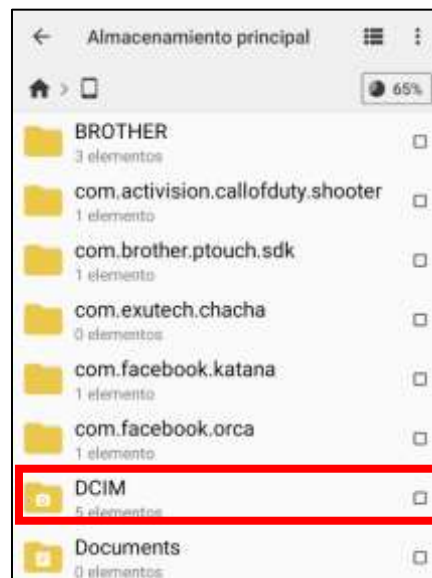 Almacenamiento principal
65%
BROTHER
3 elementos
com.activision.callofduty.shooter
1 elemento
com.brother.ptouch.sdk
1 elemento
com.exutech.chacha
0 elementos
com.facebook.katana
1 elemento
com.facebook.orca
1 elemento
DCIM
5 elementos
Documents
0 elementos